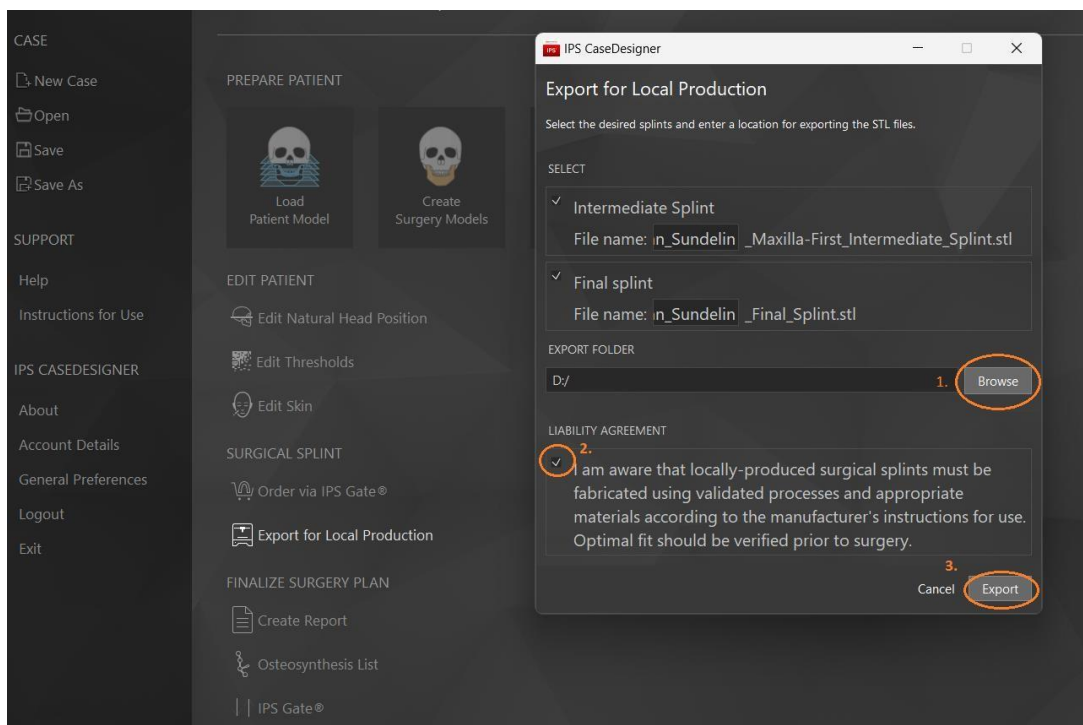 CASE
New Case
Open
Save
Save As
SUPPORT
Help
Instructions for Use
IPS CASEDESIGNER
About
Account Details
General Preferences
Logout
Exit
PREPARE PATIENT
Load
Patient Model
Create
Surgery Models
EDIT PATIENT
Edit Natural Head Position
Edit Thresholds
Edit Skin
SURGICAL SPLINT
Order via IPS Gate®
Export for Local Production
FINALIZE SURGERY PLAN
Create Report
Osteosynthesis List
IPS Gate®
IPS CaseDesigner
Export for Local Production
Select the desired splints and enter a location for exporting the STL files.
SELECT
Intermediate Splint
File name: n_Sundelin _Maxilla-First_Intermediate_Splint.stl
Final splint
File name: n_Sundelin _Final_Splint.stl
EXPORT FOLDER
D:/ 1. Browse
LIABILITY AGREEMENT
2.
I am aware that locally-produced surgical splints must be
fabricated using validated processes and appropriate
materials according to the manufacturer's instructions for use.
Optimal fit should be verified prior to surgery.
3.
Cancel Export